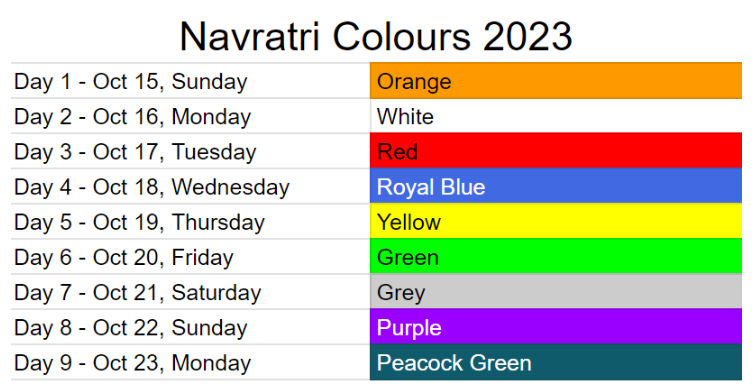 Navratri Colours 2023
Day 1 - Oct 15, Sunday Orange
Day 2 - Oct 16, Monday White
Day 3 - Oct 17, Tuesday Red
Day 4 - Oct 18, Wednesday Royal Blue
Day 5 - Oct 19, Thursday Yellow
Day 6 - Oct 20, Friday Green
Day 7 - Oct 21, Saturday Grey
Day 8 - Oct 22, Sunday Purple
Day 9 - Oct 23, Monday Peacock Green